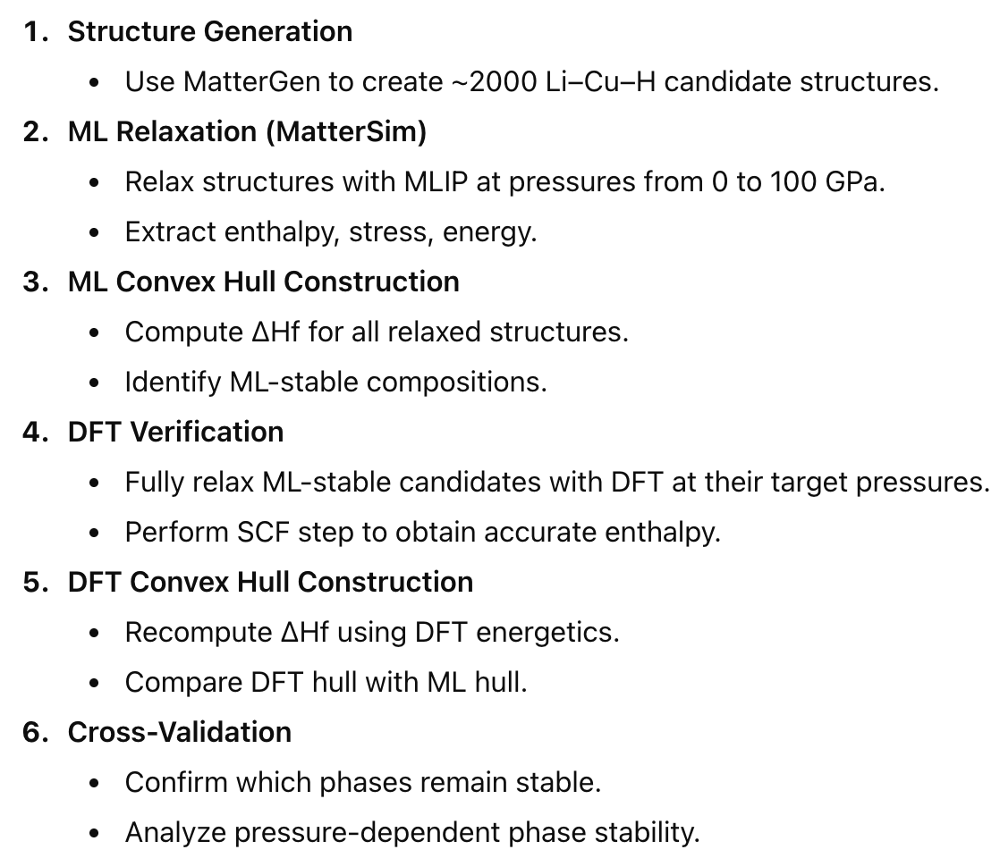 1. Structure Generation
• Use MatterGen to create ~2000 Li–Cu–H candidate structures.
2. ML Relaxation (MatterSim)
• Relax structures with MLIP at pressures from 0 to 100 GPa.
• Extract enthalpy, stress, energy.
3. ML Convex Hull Construction
• Compute ΔHf for all relaxed structures.
• Identify ML-stable compositions.
4. DFT Verification
• Fully relax ML-stable candidates with DFT at their target pressures.
• Perform SCF step to obtain accurate enthalpy.
5. DFT Convex Hull Construction
• Recompute ΔHf using DFT energetics.
• Compare DFT hull with ML hull.
6. Cross-Validation
• Confirm which phases remain stable.
• Analyze pressure-dependent phase stability.